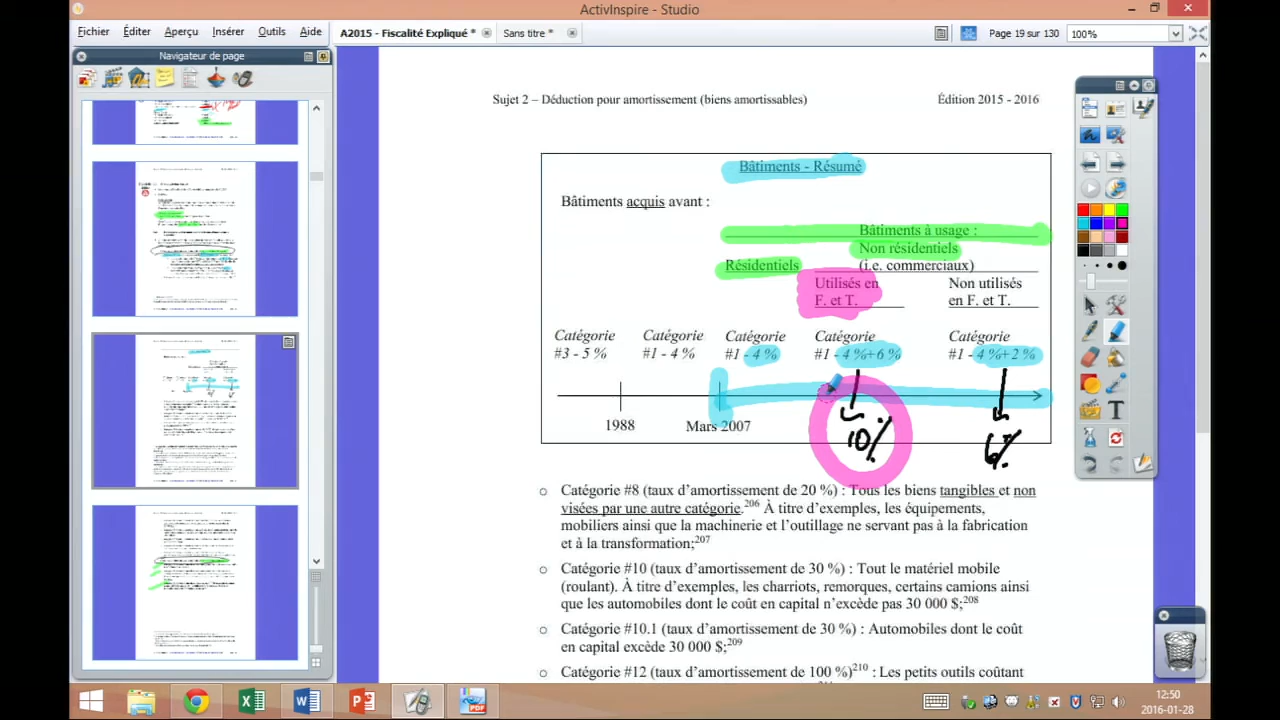 ActivInspire - Studio
Fichier Éditer Aperçu Insérer Outils Aide
A2015 - Fiscalité Expliqué *
Sans titre *
Page 19 sur 130
100%
Navigateur de page
Sujet 2 – Déduction pour amortissement (biens amortissables)
Édition 2015 - 20
Bâtiments - Résumé
Bâtiments acquis avant :
Bâtiments à usage :
Non résidentiels
Résidentiels
(i.e. commerciaux)
Utilisés en
F. et T.
Non utilisés
en F. et T.
Catégorie
#3 - 5 %
Catégorie
#1 - 4 %
Catégorie
#1 - 4 %
Catégorie
#1 - 4 %+ 6 %
Catégorie
#1 - 4 %+ 2 %
1988
Mars 2007
10%
6%
o Catégorie #8 (taux d'amortissement de 20 %) : Tous les biens tangibles et non
visées par une autre catégorie.206 À titre d'exemples, les équipements,
mobiliers ainsi que la machinerie et l'outillage servant à la fabrication
et à la transformation;207
o Catégorie #10 (taux d'amortissement de 30 %) : Tout le matériel mobile
(roulant). À titre d'exemples, les charriots, remorques, certains camions ainsi
que les automobiles dont le coût en capital n'excède pas 30 000 $;208
o Catégorie #10.1 (taux d'amortissement de 30 %) : Automobiles dont le coût
en capital excède 30 000 $;209
o Catégorie #12 (taux d'amortissement de 100 %)210 : Les petits outils coûtant
12:50
2016-01-28